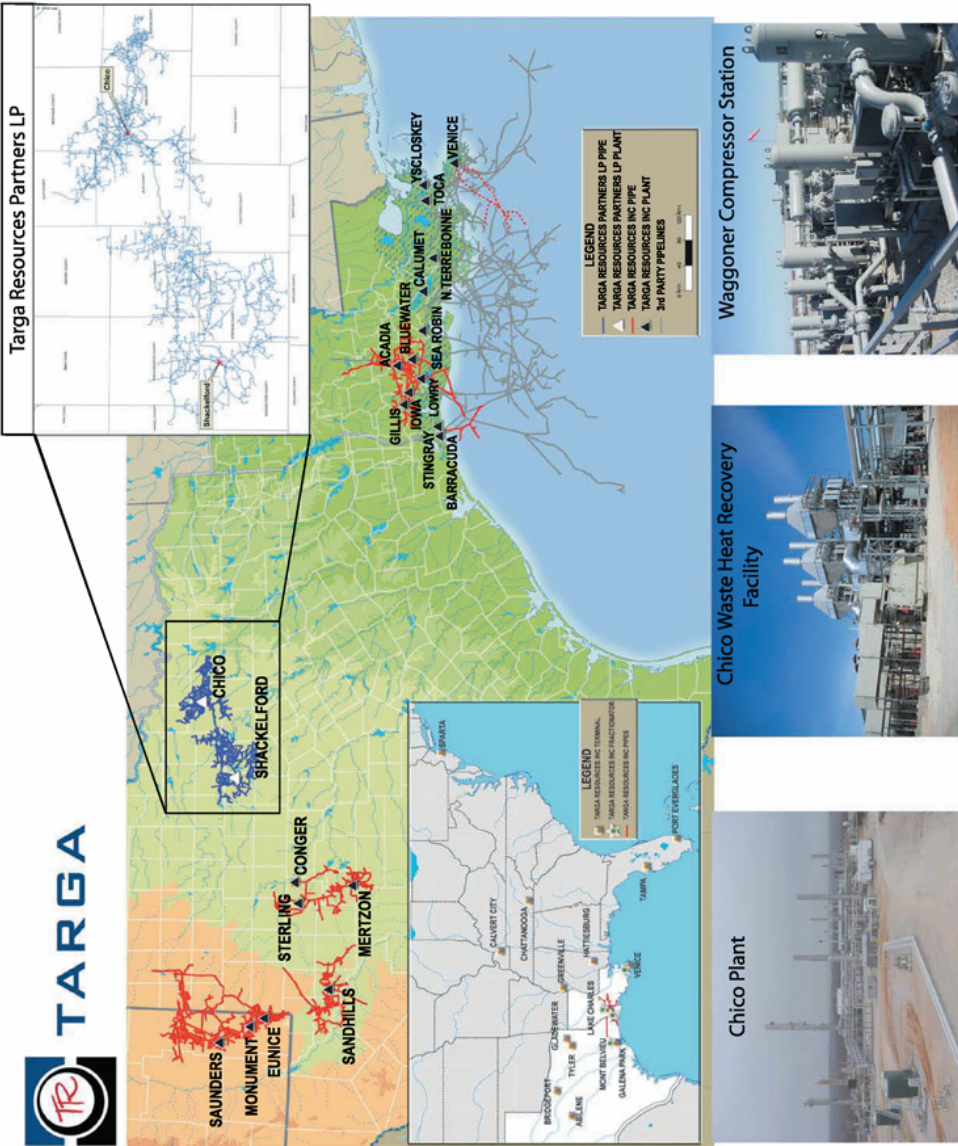 TARGA
TR
Targa Resources Partners LP
Chico
Shackelford
SAUNDERS
MONUMENT
EUNICE
STERLING
CONGER
MERTZON
SANDHILLS
SHACKELFORD
CHICO
GILLIS
ACADIA
IOWA
BLUEWATER
STINGRAY
LOWRY
SEA ROBIN
BARRACUDA
CALUMET
N. TERREBONNE
YSCLOSKEY
TOCA
VENICE
LEGEND
TARGA RESOURCES PARTNERS LP PIPE
TARGA RESOURCES PARTNERS LP PLANT
TARGA RESOURCES INC PIPE
TARGA RESOURCES INC PLANT
3rd PARTY PIPELINES
SPARTA
CALVERT CITY
CHATTANOOGA
GREENVILLE
HATTIESBURG
GLADEWATER
TYLER
BRIDGEPORT
ABILENE
LAKE CHARLES
MONT BELVIEU
GALENA PARK
VENICE
TAMPA
PORT EVERGLADES
LEGEND
TARGA RESOURCES INC TERMINAL
TARGA RESOURCES INC FRACTIONATOR
TARGA RESOURCES INC PIPES
Chico Plant
Chico Waste Heat Recovery
Facility
Waggoner Compressor Station